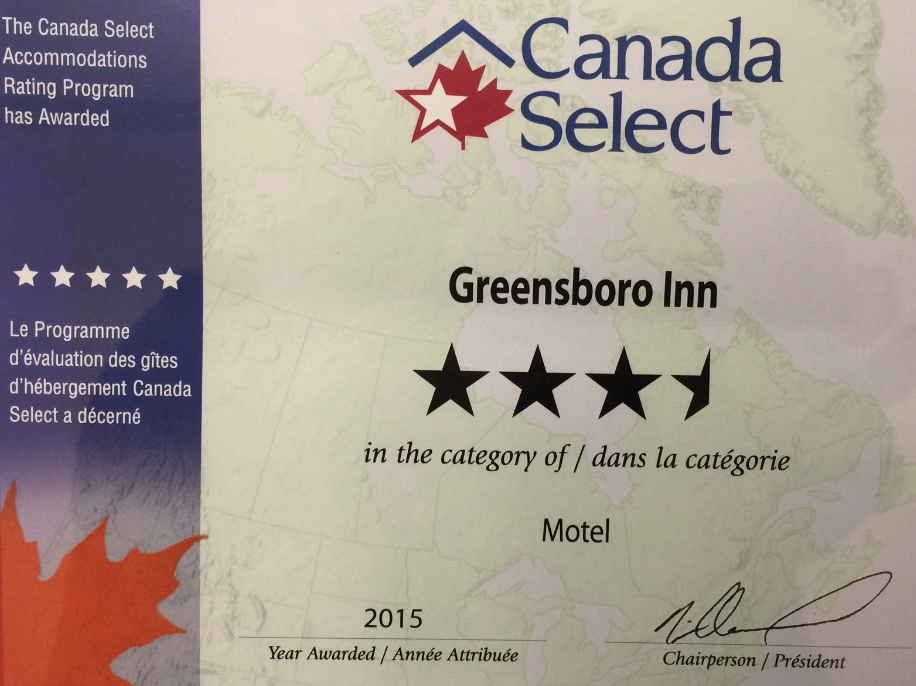 The Canada Select
Accommodations
Rating Program
has Awarded
Le Programme
d'évaluation des gîtes
d'hébergement Canada
Select a décerné
Canada
Select
Greensboro Inn
in the category of / dans la catégorie
Motel
2015
Year Awarded / Année Attribuée
Chairperson / Président